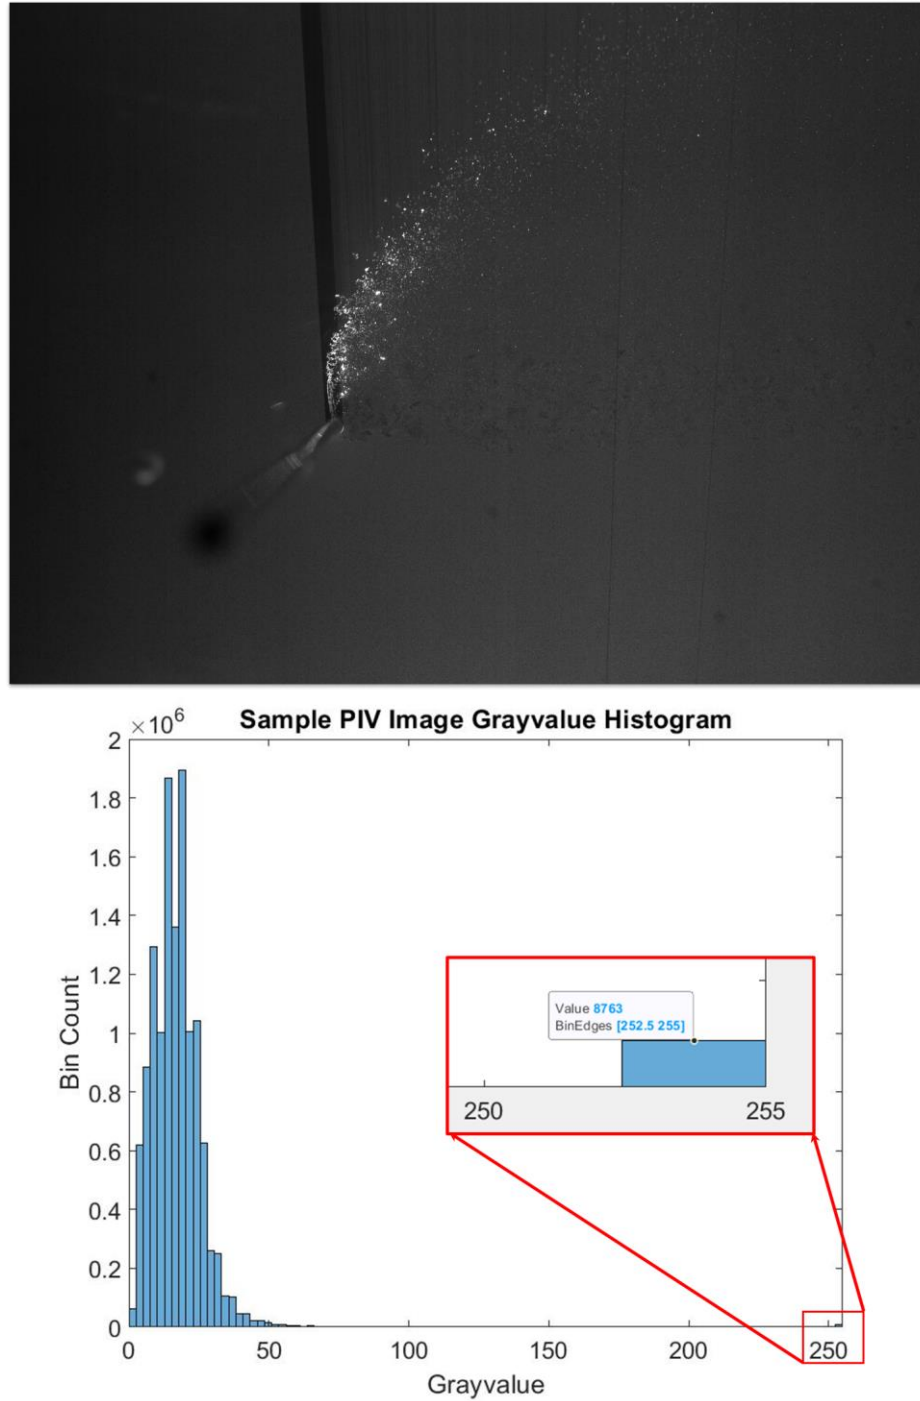 ×10⁶
Sample PIV Image Grayvalue Histogram
2
1.8
1.6
1.4
1.2
1
0.8
0.6
0.4
0.2
0
Bin Count
Value 8763
BinEdges [252.5 255]
250 255
0 50 100 150 200 250
Grayvalue